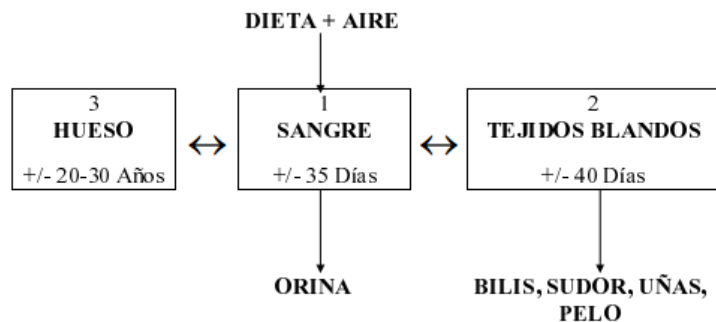 DIETA + AIRE
3
HUESO
+/- 20-30 Años
1
SANGRE
+/- 35 Días
2
TEJIDOS BLANDOS
+/- 40 Días
ORINA
BILIS, SUDOR, UÑAS,
PELO